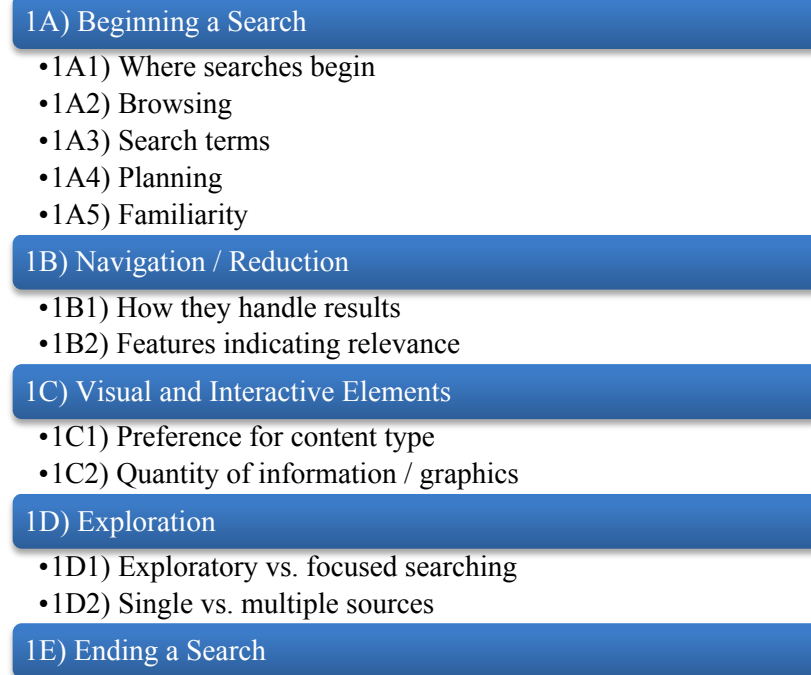 1A) Beginning a Search
•1A1) Where searches begin
•1A2) Browsing
•1A3) Search terms
•1A4) Planning
•1A5) Familiarity
1B) Navigation / Reduction
•1B1) How they handle results
•1B2) Features indicating relevance
1C) Visual and Interactive Elements
•1C1) Preference for content type
•1C2) Quantity of information / graphics
1D) Exploration
•1D1) Exploratory vs. focused searching
•1D2) Single vs. multiple sources
1E) Ending a Search